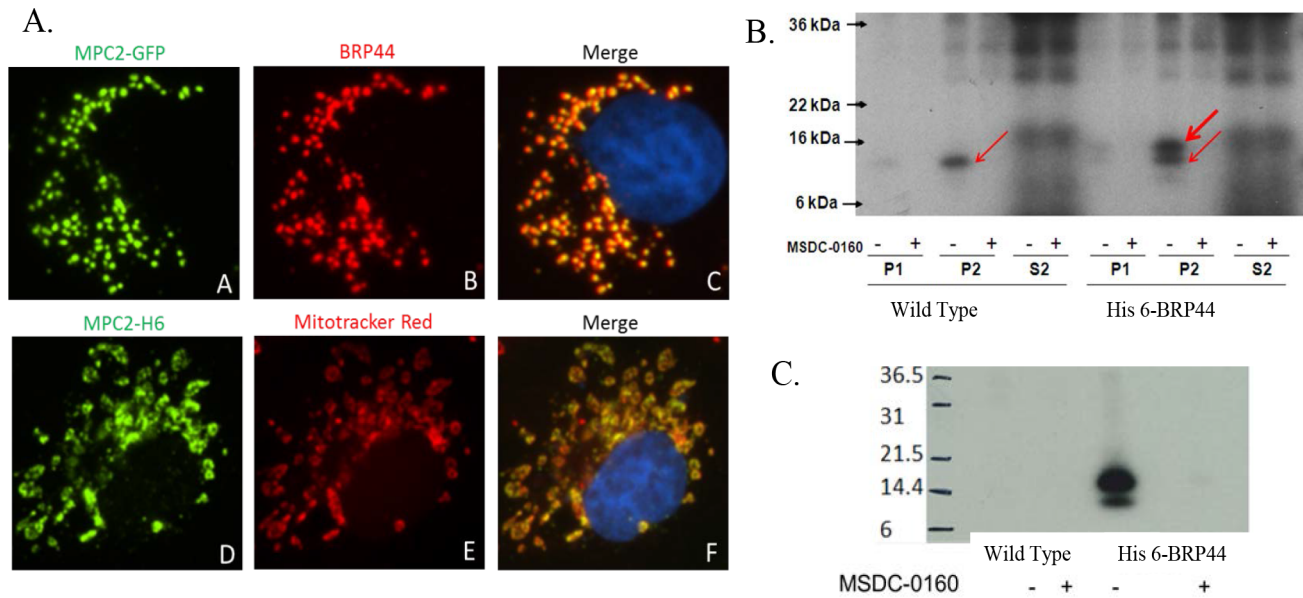 A.
MPC2-GFP BRP44 Merge
A B C
MPC2-H6 Mitotracker Red Merge
D E F
B.
36 kDa
22 kDa
16 kDa
6 kDa
MSDC-0160 - + - + - + - + - + - +
P1 P2 S2 P1 P2 S2
Wild Type His 6-BRP44
C.
36.5
31
21.5
14.4
6
Wild Type His 6-BRP44
MSDC-0160 - + - +